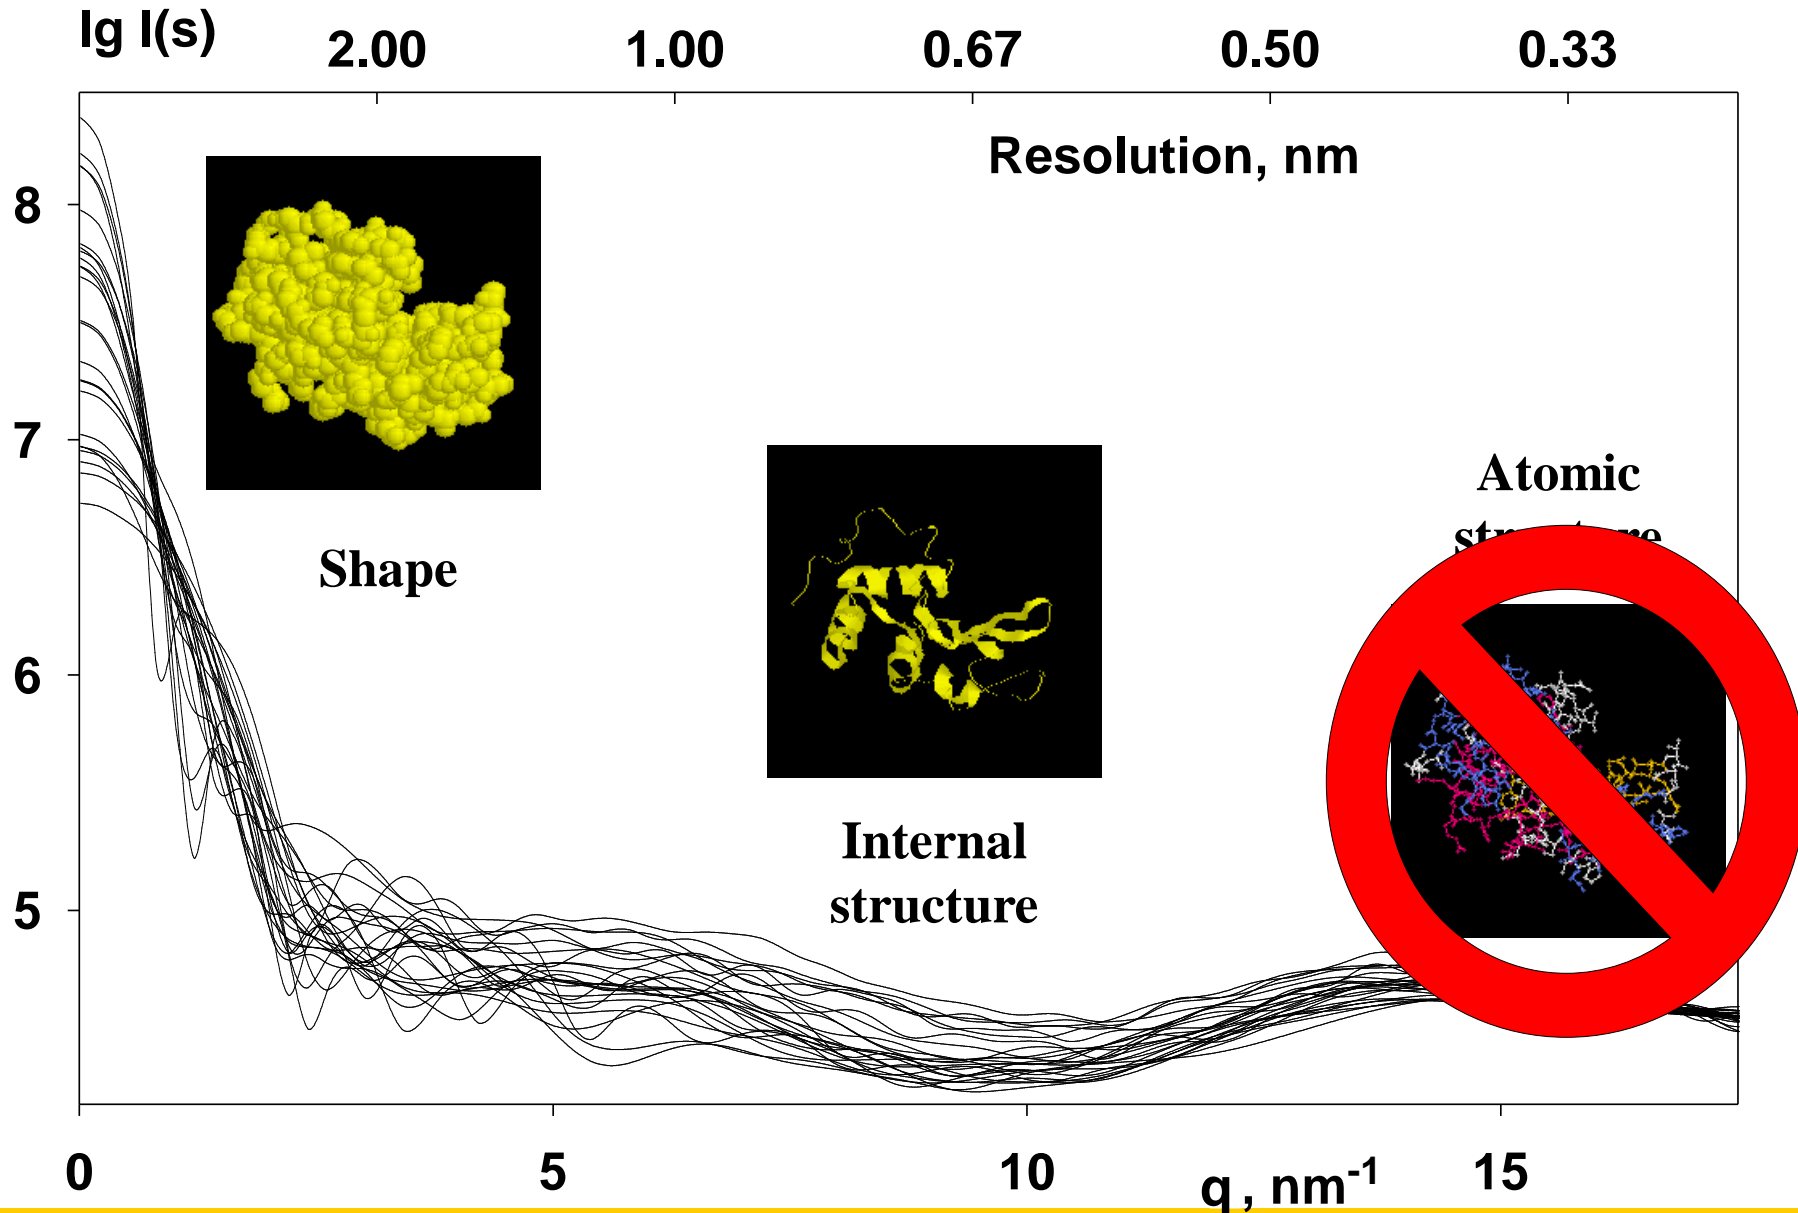 lg I(s)
2.00 1.00 0.67 0.50 0.33
Resolution, nm
8
7
6
5
Shape
Internal
structure
Atomic
structure
0 5 10 15
q, nm-1